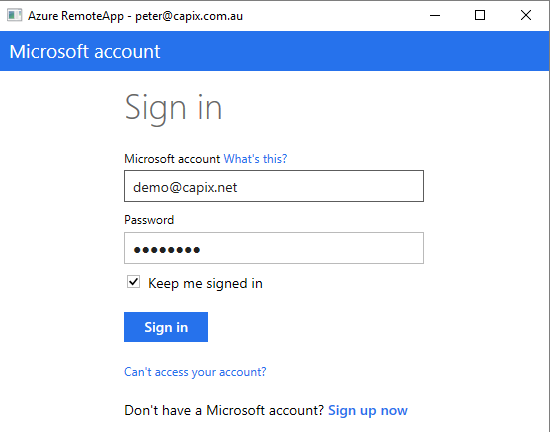 Azure RemoteApp - peter@capix.com.au
Microsoft account
Sign in
Microsoft account What's this?
demo@capix.net
Password
●●●●●●●●
Keep me signed in
Sign in
Can't access your account?
Don't have a Microsoft account? Sign up now